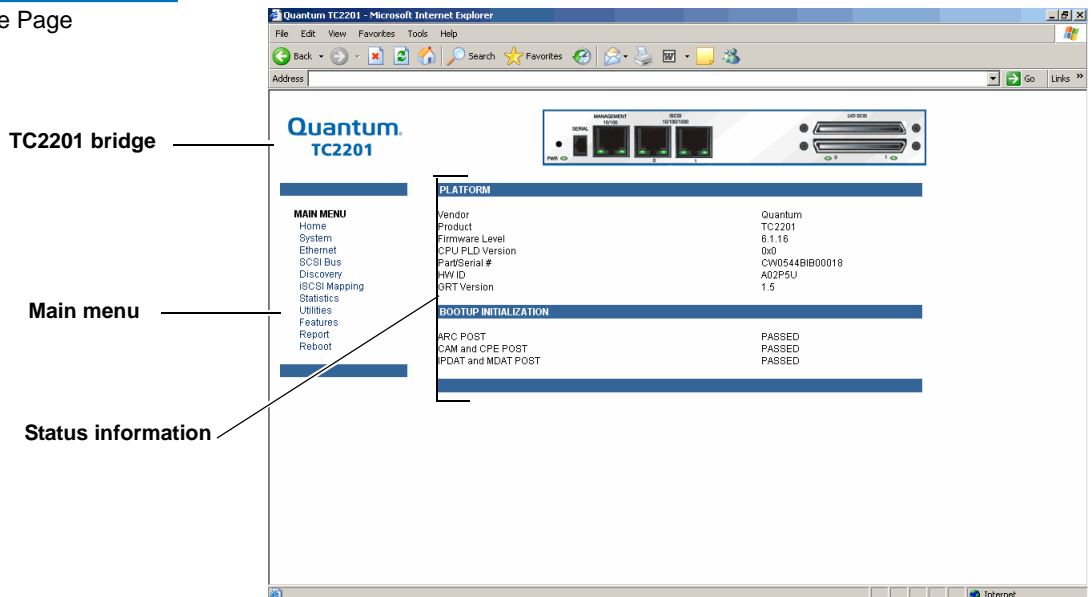 e Page
Quantum TC2201 - Microsoft Internet Explorer
File Edit View Favorites Tools Help
Back Search Favorites
Address Go Links »
Quantum.
TC2201
MANAGEMENT
10/100
iSCSI
10/100/1000
LVD SCSI
SERIAL
PWR
0 1
0 1
TC2201 bridge
Main menu
Status information
MAIN MENU
Home
System
Ethernet
SCSI Bus
Discovery
iSCSI Mapping
Statistics
Utilities
Features
Report
Reboot
PLATFORM
Vendor Quantum
Product TC2201
Firmware Level 6.1.16
CPU PLD Version 0x0
Part/Serial # CW0544BIB00018
HW ID A02P5U
GRT Version 1.5
BOOTUP INITIALIZATION
ARC POST PASSED
CAM and CPE POST PASSED
IPDAT and MDAT POST PASSED
Internet